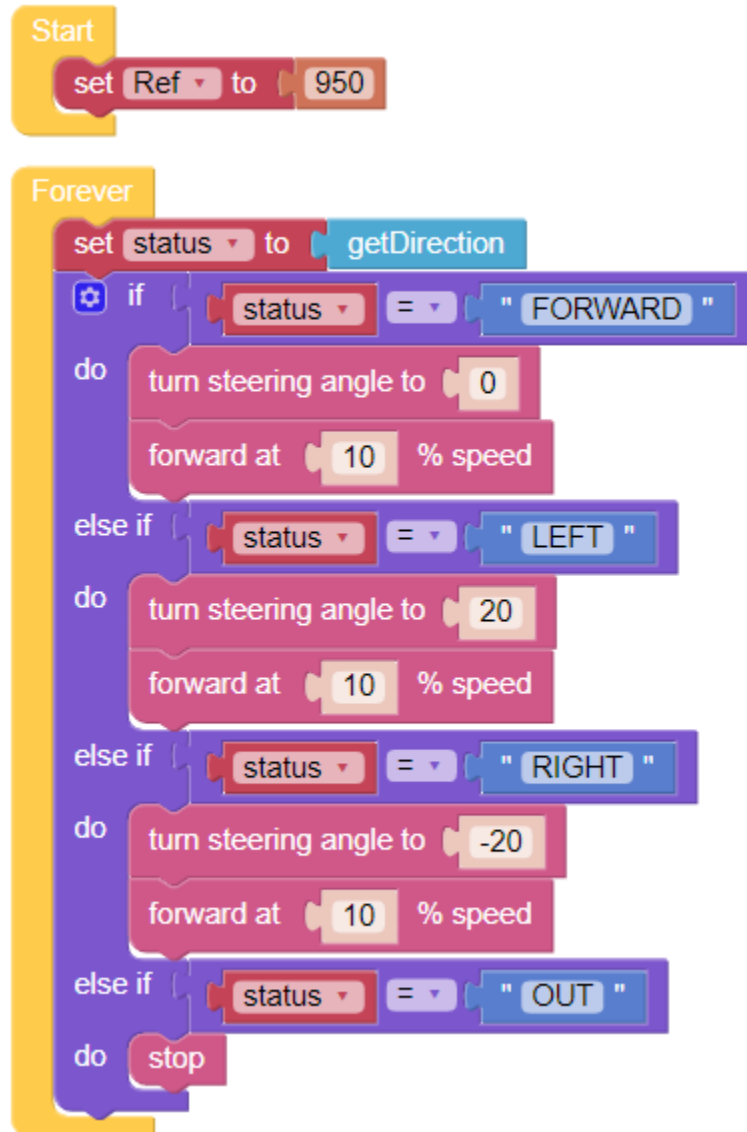 Start
set Ref to 950
Forever
set status to getDirection
if status = " FORWARD "
do turn steering angle to 0
forward at 10 % speed
else if status = " LEFT "
do turn steering angle to 20
forward at 10 % speed
else if status = " RIGHT "
do turn steering angle to -20
forward at 10 % speed
else if status = " OUT "
do stop